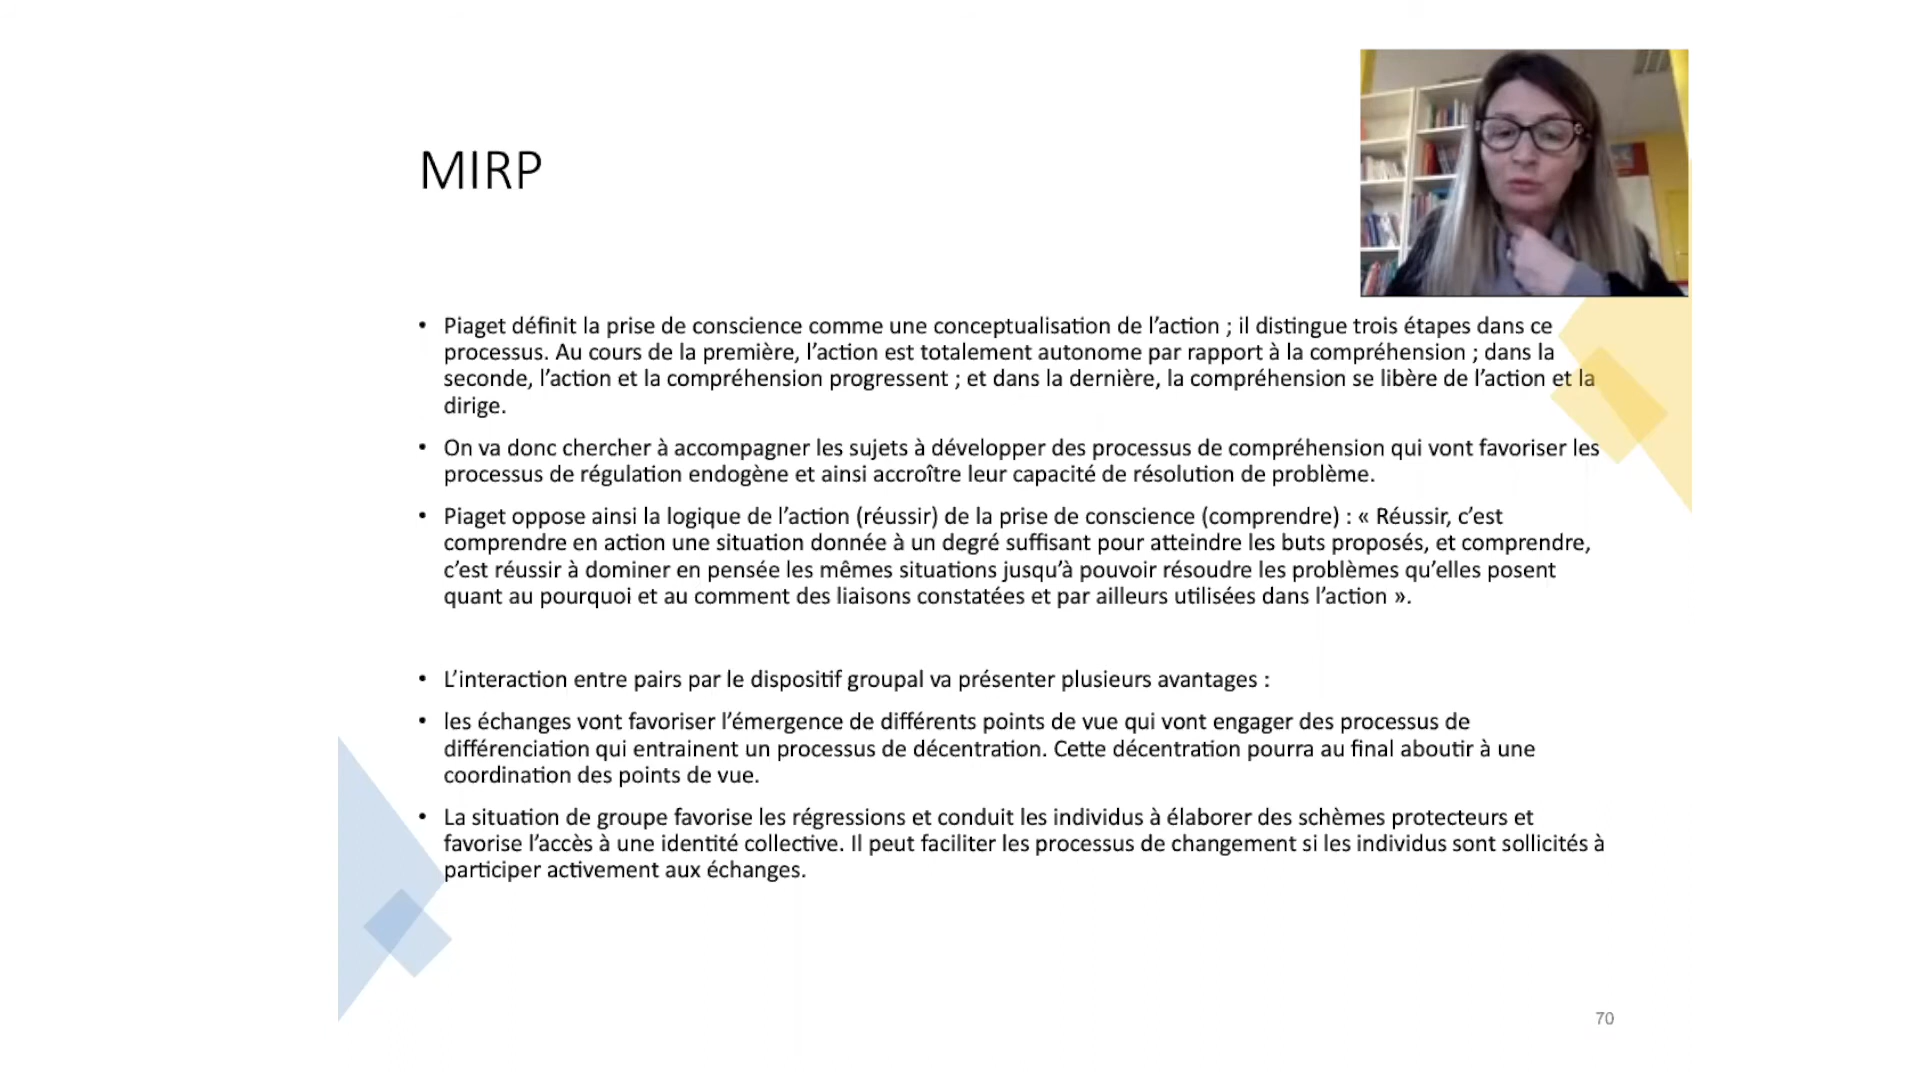 MIRP
• Piaget définit la prise de conscience comme une conceptualisation de l’action ; il distingue trois étapes dans ce
processus. Au cours de la première, l’action est totalement autonome par rapport à la compréhension ; dans la
seconde, l’action et la compréhension progressent ; et dans la dernière, la compréhension se libère de l’action et la
dirige.
• On va donc chercher à accompagner les sujets à développer des processus de compréhension qui vont favoriser les
processus de régulation endogène et ainsi accroître leur capacité de résolution de problème.
• Piaget oppose ainsi la logique de l’action (réussir) de la prise de conscience (comprendre) : « Réussir, c’est
comprendre en action une situation donnée à un degré suffisant pour atteindre les buts proposés, et comprendre,
c’est réussir à dominer en pensée les mêmes situations jusqu’à pouvoir résoudre les problèmes qu’elles posent
quant au pourquoi et au comment des liaisons constatées et par ailleurs utilisées dans l’action ».
• L’interaction entre pairs par le dispositif groupal va présenter plusieurs avantages :
• les échanges vont favoriser l’émergence de différents points de vue qui vont engager des processus de
différenciation qui entrainent un processus de décentration. Cette décentration pourra au final aboutir à une
coordination des points de vue.
• La situation de groupe favorise les régressions et conduit les individus à élaborer des schèmes protecteurs et
favorise l’accès à une identité collective. Il peut faciliter les processus de changement si les individus sont sollicités à
participer activement aux échanges.
70